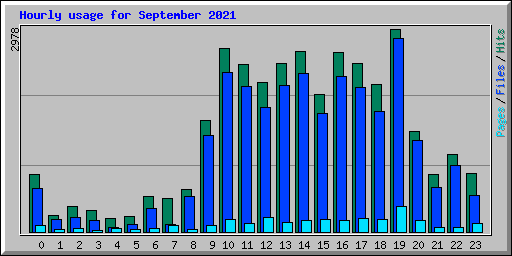 Hourly usage for September 2021
2978
Pages / Files / Hits
0 1 2 3 4 5 6 7 8 9 10 11 12 13 14 15 16 17 18 19 20 21 22 23